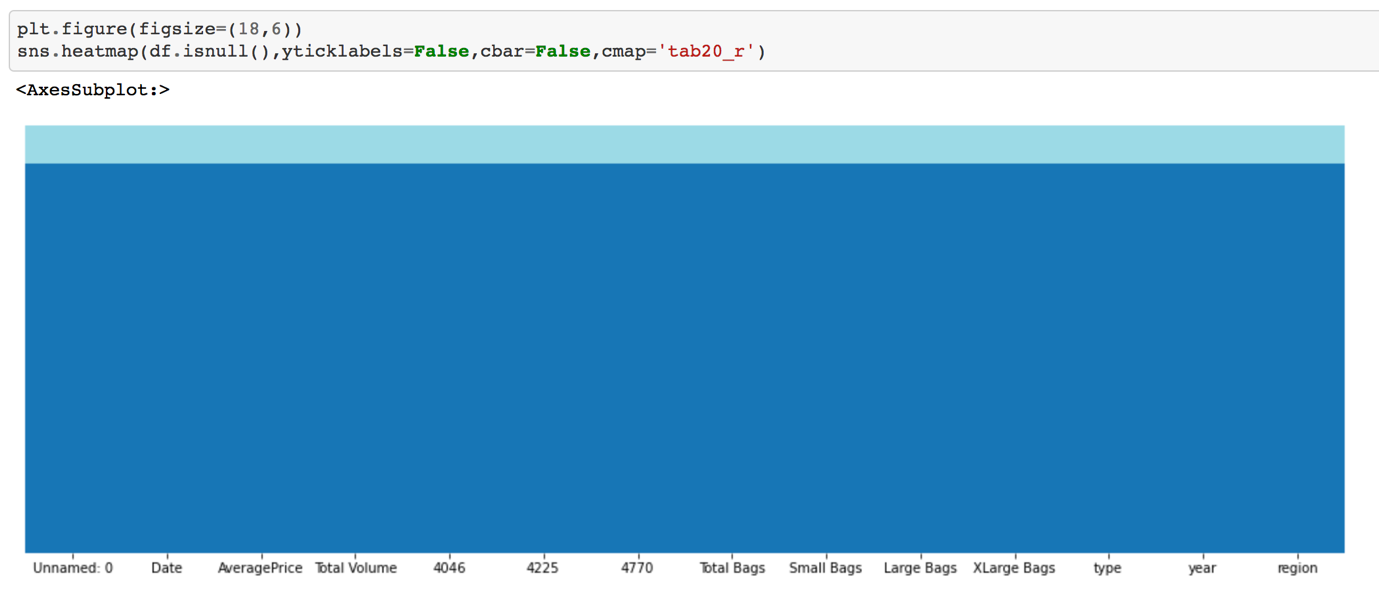 plt.figure(figsize=(18,6))
sns.heatmap(df.isnull(),yticklabels=False,cbar=False,cmap='tab20_r')
<AxesSubplot:>
Unnamed: 0 Date AveragePrice Total Volume 4046 4225 4770 Total Bags Small Bags Large Bags XLarge Bags type year region